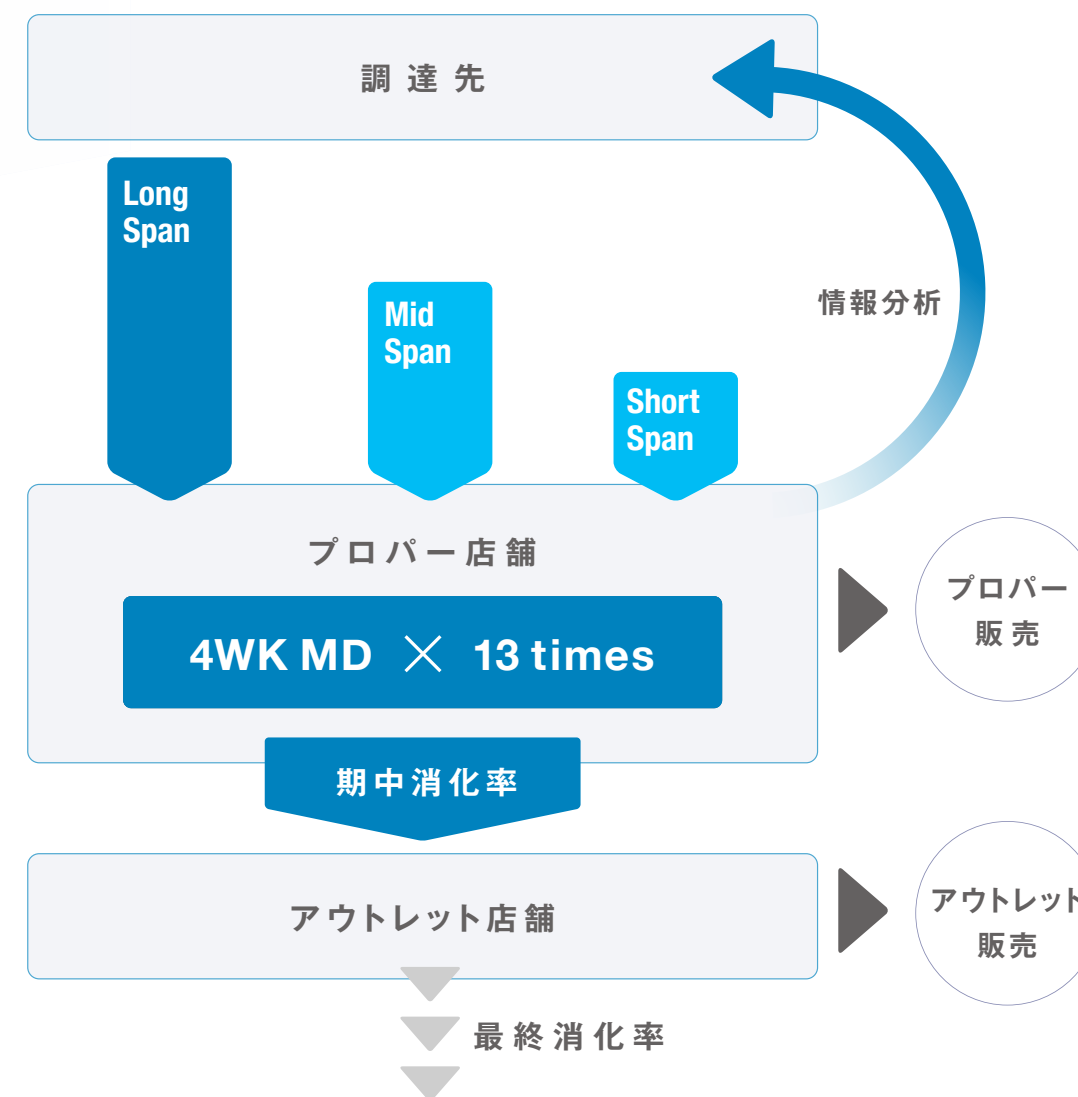 調達先
Long
Span
Mid
Span
Short
Span
情報分析
プロパー店舗
4WK MD × 13 times
プロパー
販売
期中消化率
アウトレット店舗
アウトレット
販売
最終消化率